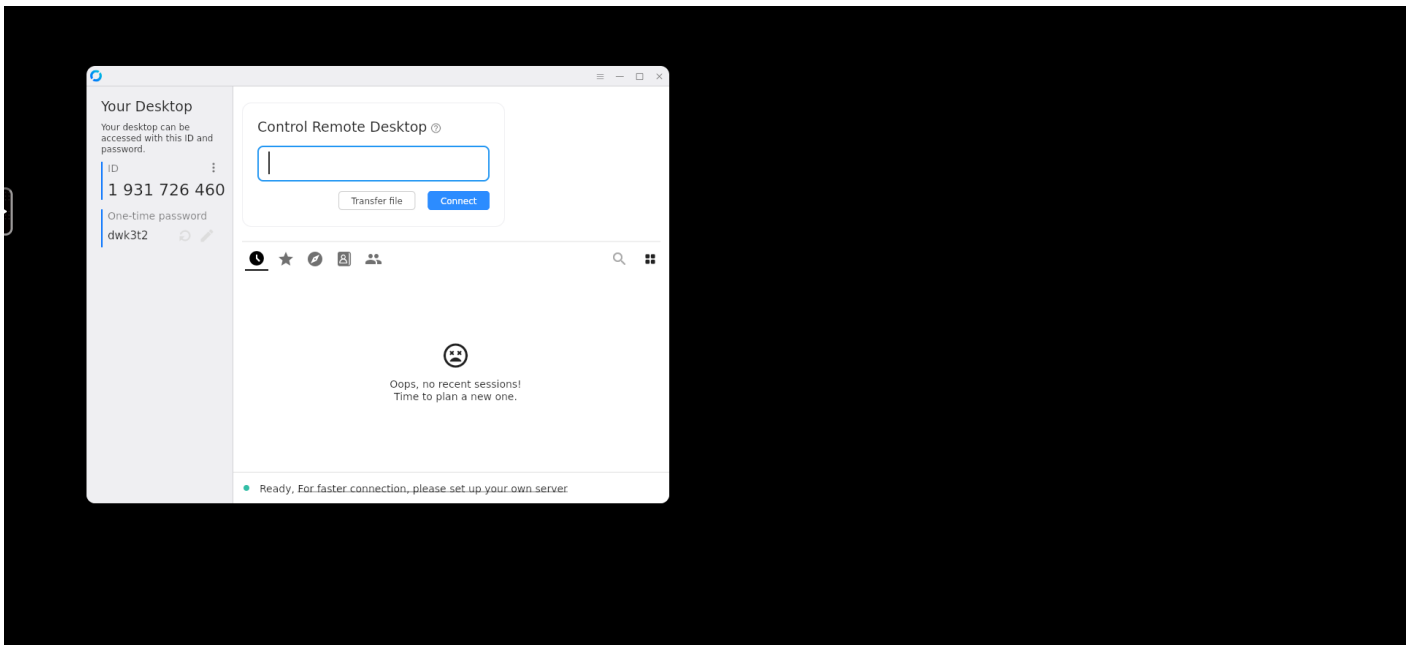 Your Desktop
Your desktop can be
accessed with this ID and
password.
ID
1 931 726 460
One-time password
dwk3t2
Control Remote Desktop
Transfer file
Connect
Oops, no recent sessions!
Time to plan a new one.
Ready, For faster connection, please set up your own server